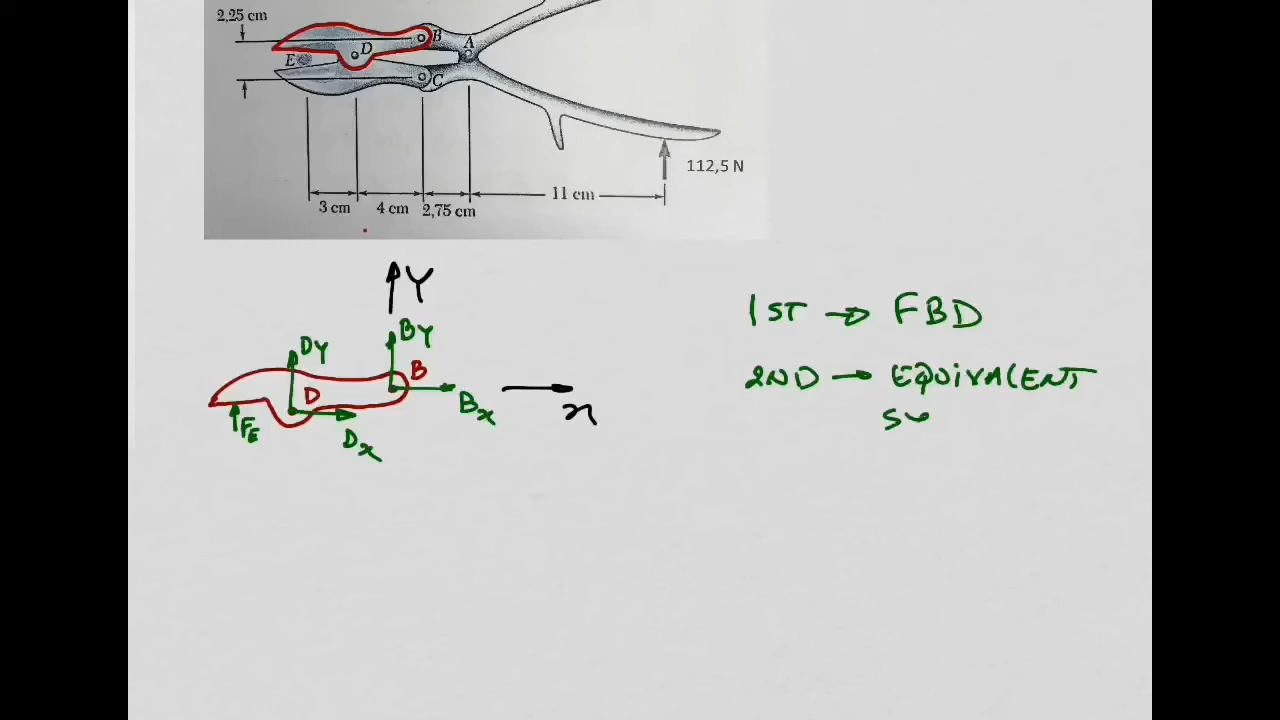 2,25 cm
B
A
D
E
C
112,5 N
11 cm
3 cm
4 cm
2,75 cm
Y
BY
DY
B
D
Bx
x
FE
Dx
1ST → FBD
2ND → EQUIVALENT